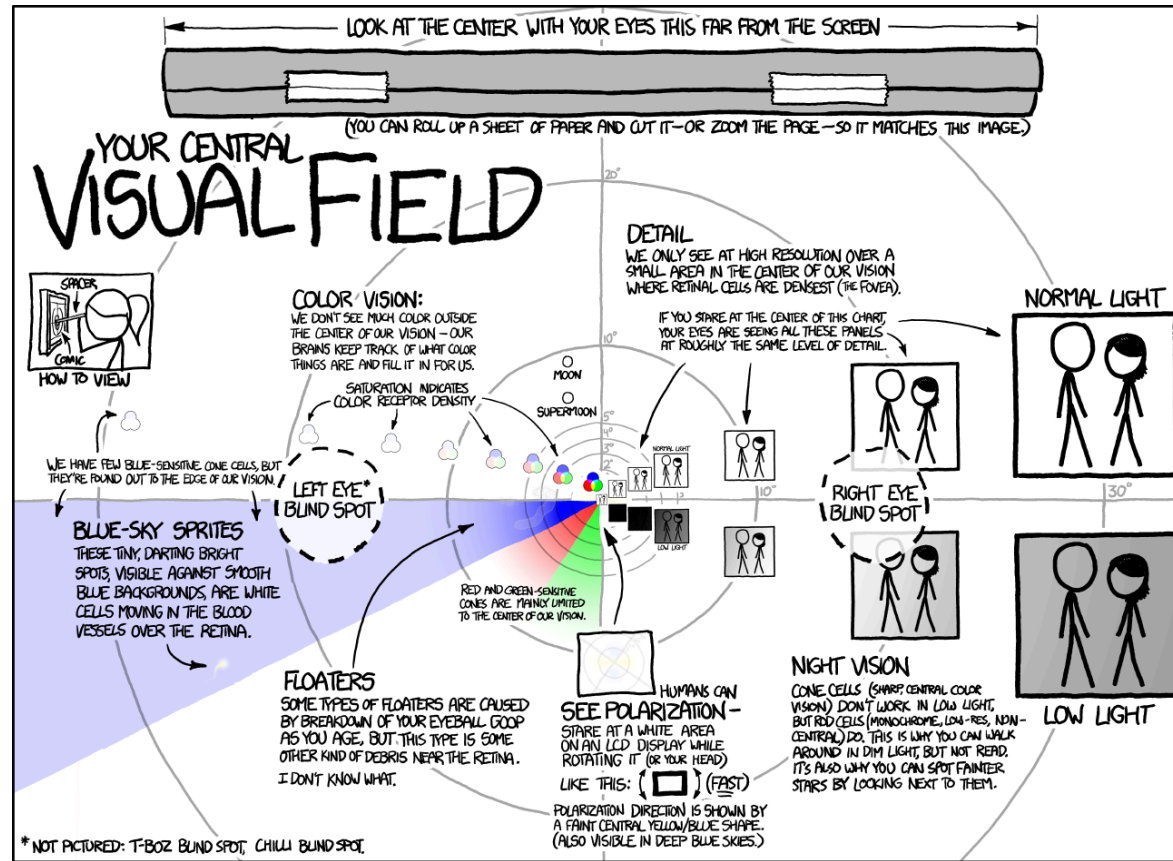 LOOK AT THE CENTER WITH YOUR EYES THIS FAR FROM THE SCREEN
(YOU CAN ROLL UP A SHEET OF PAPER AND CUT IT—OR ZOOM THE PAGE—SO IT MATCHES THIS IMAGE.)
YOUR CENTRAL
VISUAL FIELD
SPACER
COMIC
HOW TO VIEW
COLOR VISION:
WE DON'T SEE MUCH COLOR OUTSIDE
THE CENTER OF OUR VISION — OUR
BRAINS KEEP TRACK OF WHAT COLOR
THINGS ARE AND FILL IT IN FOR US.
SATURATION INDICATES
COLOR RECEPTOR DENSITY
MOON
SUPERMOON
20°
10°
5°
4°
3°
2°
DETAIL
WE ONLY SEE AT HIGH RESOLUTION OVER A
SMALL AREA IN THE CENTER OF OUR VISION
WHERE RETINAL CELLS ARE DENSEST (THE FOVEA).
IF YOU STARE AT THE CENTER OF THIS CHART,
YOUR EYES ARE SEEING ALL THESE PANELS
AT ROUGHLY THE SAME LEVEL OF DETAIL.
NORMAL LIGHT
NORMAL LIGHT
LOW LIGHT
10°
30°
WE HAVE FEW BLUE-SENSITIVE CONE CELLS, BUT
THEY'RE FOUND OUT TO THE EDGE OF OUR VISION.
LEFT EYE*
BLIND SPOT
RIGHT EYE
BLIND SPOT
BLUE-SKY SPRITES
THESE TINY, DARTING BRIGHT
SPOTS, VISIBLE AGAINST SMOOTH
BLUE BACKGROUNDS, ARE WHITE
CELLS MOVING IN THE BLOOD
VESSELS OVER THE RETINA.
RED AND GREEN-SENSITIVE
CONES ARE MAINLY LIMITED
TO THE CENTER OF OUR VISION.
FLOATERS
SOME TYPES OF FLOATERS ARE CAUSED
BY BREAKDOWN OF YOUR EYEBALL GOOP
AS YOU AGE, BUT THIS TYPE IS SOME
OTHER KIND OF DEBRIS NEAR THE RETINA.
I DON'T KNOW WHAT.
HUMANS CAN
SEE POLARIZATION—
STARE AT A WHITE AREA
ON AN LCD DISPLAY WHILE
ROTATING IT (OR YOUR HEAD)
LIKE THIS: (FAST)
POLARIZATION DIRECTION IS SHOWN BY
A FAINT CENTRAL YELLOW/BLUE SHAPE.
(ALSO VISIBLE IN DEEP BLUE SKIES.)
NIGHT VISION
CONE CELLS (SHARP, CENTRAL COLOR
VISION) DON'T WORK IN LOW LIGHT,
BUT ROD CELLS (MONOCHROME, LOW-RES, NON-
CENTRAL) DO. THIS IS WHY YOU CAN WALK
AROUND IN DIM LIGHT, BUT NOT READ.
IT'S ALSO WHY YOU CAN SPOT FAINTER
STARS BY LOOKING NEXT TO THEM.
LOW LIGHT
* NOT PICTURED: T-BOZ BLIND SPOT, CHILLI BLIND SPOT.